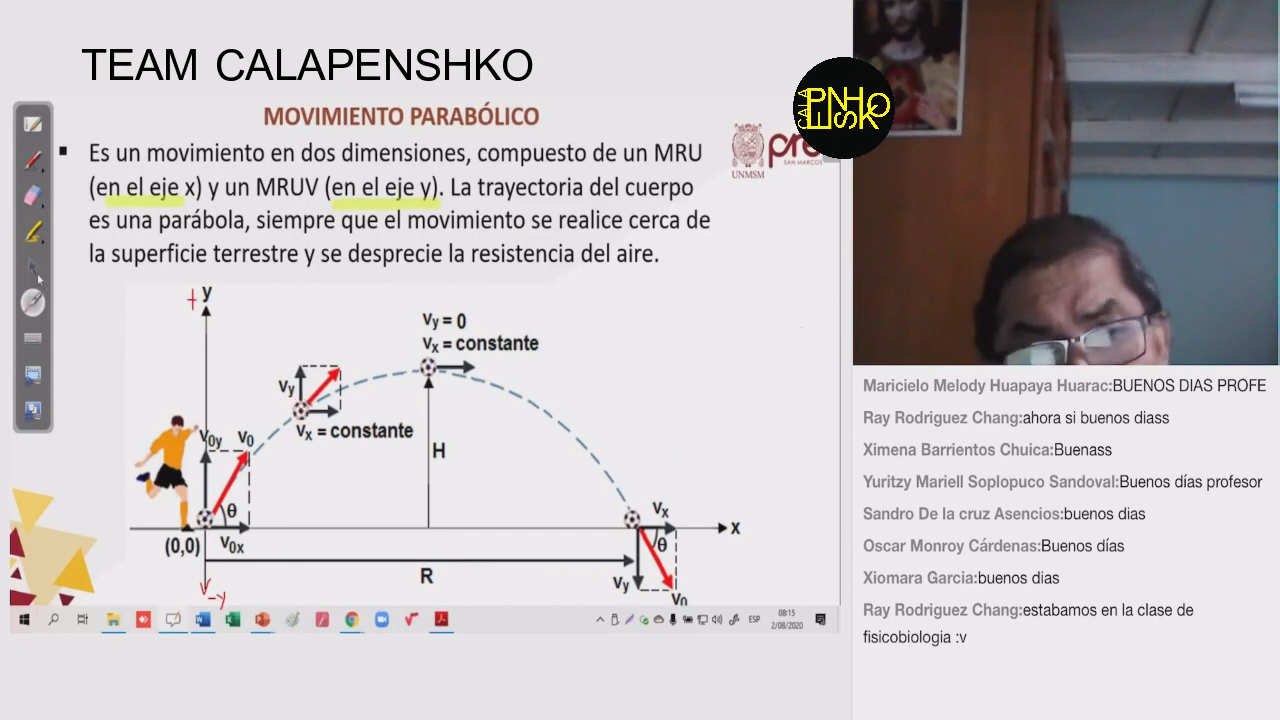 TEAM CALAPENSHKO
CALA
PENSHKO
MOVIMIENTO PARABÓLICO
Es un movimiento en dos dimensiones, compuesto de un MRU
(en el eje x) y un MRUV (en el eje y). La trayectoria del cuerpo
es una parábola, siempre que el movimiento se realice cerca de
la superficie terrestre y se desprecie la resistencia del aire.
UNMSM
pre
SAN MARCOS
+ y
vy = 0
vx = constante
vy
vx = constante
v0y v0
H
θ
vx
θ
x
(0,0)
v0x
R
vy
v0
-y
ESP
08:15
2/08/2020
Maricielo Melody Huapaya Huarac:BUENOS DIAS PROFE
Ray Rodriguez Chang:ahora si buenos diass
Ximena Barrientos Chuica:Buenass
Yuritzy Mariell Soplopuco Sandoval:Buenos días profesor
Sandro De la cruz Asencios:buenos dias
Oscar Monroy Cárdenas:Buenos días
Xiomara Garcia:buenos dias
Ray Rodriguez Chang:estabamos en la clase de
fisicobiologia :v